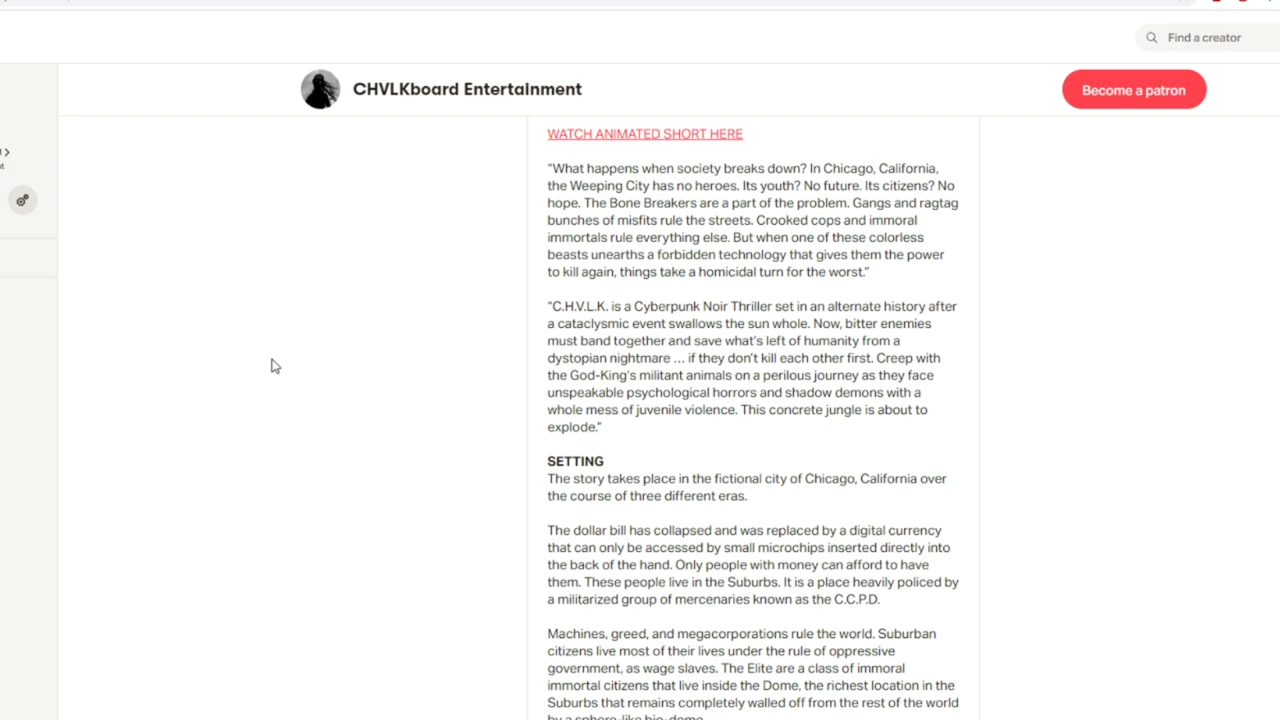 Find a creator
CHVLKboard Entertainment
Become a patron
WATCH ANIMATED SHORT HERE
“What happens when society breaks down? In Chicago, California,
the Weeping City has no heroes. Its youth? No future. Its citizens? No
hope. The Bone Breakers are a part of the problem. Gangs and ragtag
bunches of misfits rule the streets. Crooked cops and immoral
immortals rule everything else. But when one of these colorless
beasts unearths a forbidden technology that gives them the power
to kill again, things take a homicidal turn for the worst.”
“C.H.V.L.K. is a Cyberpunk Noir Thriller set in an alternate history after
a cataclysmic event swallows the sun whole. Now, bitter enemies
must band together and save what’s left of humanity from a
dystopian nightmare … if they don’t kill each other first. Creep with
the God-King’s militant animals on a perilous journey as they face
unspeakable psychological horrors and shadow demons with a
whole mess of juvenile violence. This concrete jungle is about to
explode.”
SETTING
The story takes place in the fictional city of Chicago, California over
the course of three different eras.
The dollar bill has collapsed and was replaced by a digital currency
that can only be accessed by small microchips inserted directly into
the back of the hand. Only people with money can afford to have
them. These people live in the Suburbs. It is a place heavily policed by
a militarized group of mercenaries known as the C.C.P.D.
Machines, greed, and megacorporations rule the world. Suburban
citizens live most of their lives under the rule of oppressive
government, as wage slaves. The Elite are a class of immoral
immortal citizens that live inside the Dome, the richest location in the
Suburbs that remains completely walled off from the rest of the world
by a sphere-like bio-dome.